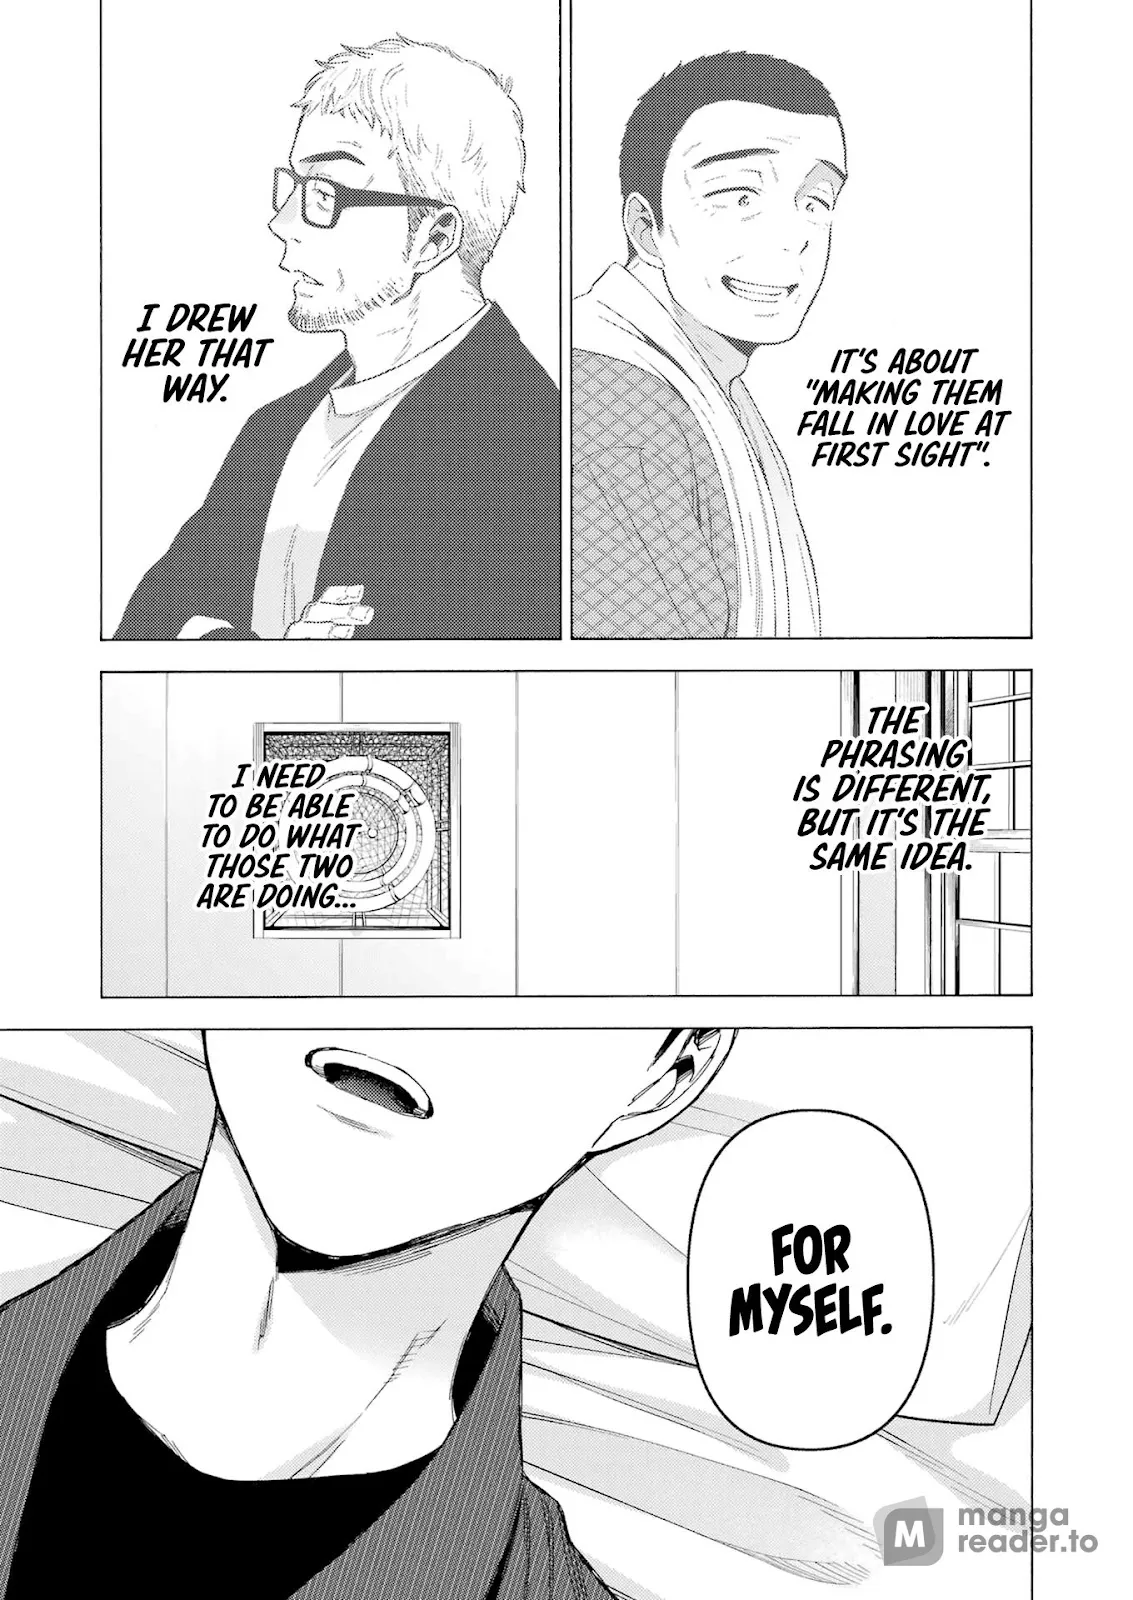 IT'S ABOUT
"MAKING THEM
FALL IN LOVE AT
FIRST SIGHT".
I DREW
HER THAT
WAY.
THE
PHRASING
IS DIFFERENT,
BUT IT'S THE
SAME IDEA.
I NEED
TO BE ABLE
TO DO WHAT
THOSE TWO
ARE DOING...
FOR
MYSELF.
M manga
reader.to